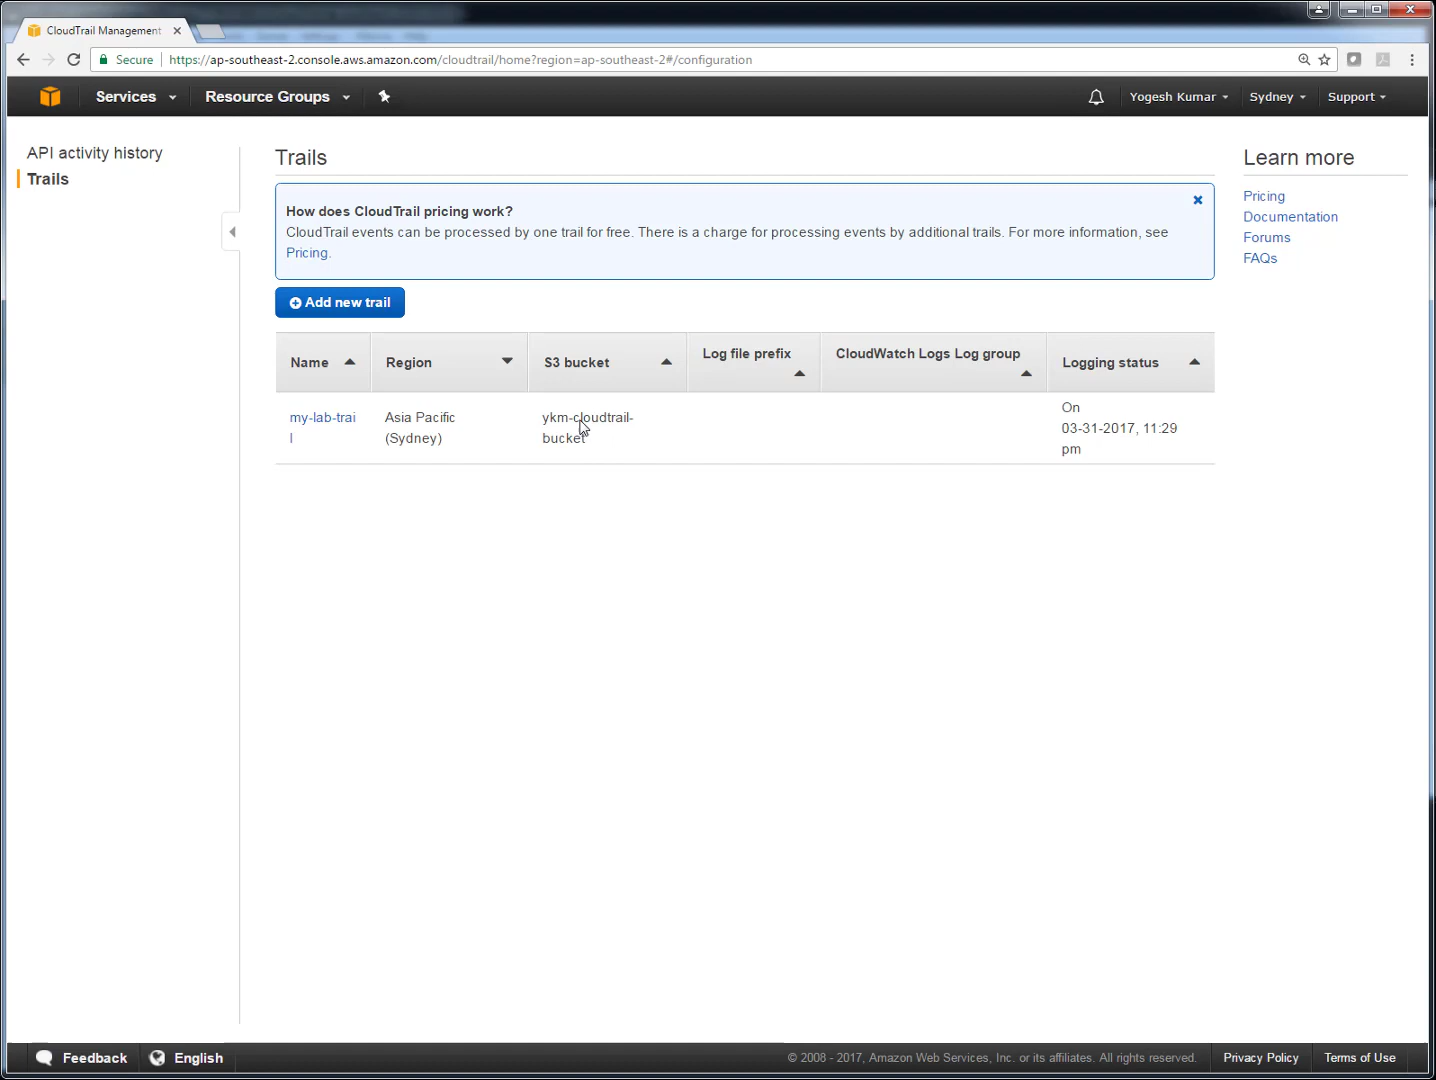 CloudTrail Management
Secure
https://ap-southeast-2.console.aws.amazon.com/cloudtrail/home?region=ap-southeast-2#/configuration
Services
Resource Groups
Yogesh Kumar
Sydney
Support
API activity history
Trails
Trails
How does CloudTrail pricing work?
CloudTrail events can be processed by one trail for free. There is a charge for processing events by additional trails. For more information, see
Pricing.
Add new trail
Name
Region
S3 bucket
Log file prefix
CloudWatch Logs Log group
Logging status
my-lab-trai
l
Asia Pacific
(Sydney)
ykm-cloudtrail-
bucket
On
03-31-2017, 11:29
pm
Learn more
Pricing
Documentation
Forums
FAQs
Feedback
English
© 2008 - 2017, Amazon Web Services, Inc. or its affiliates. All rights reserved.
Privacy Policy
Terms of Use